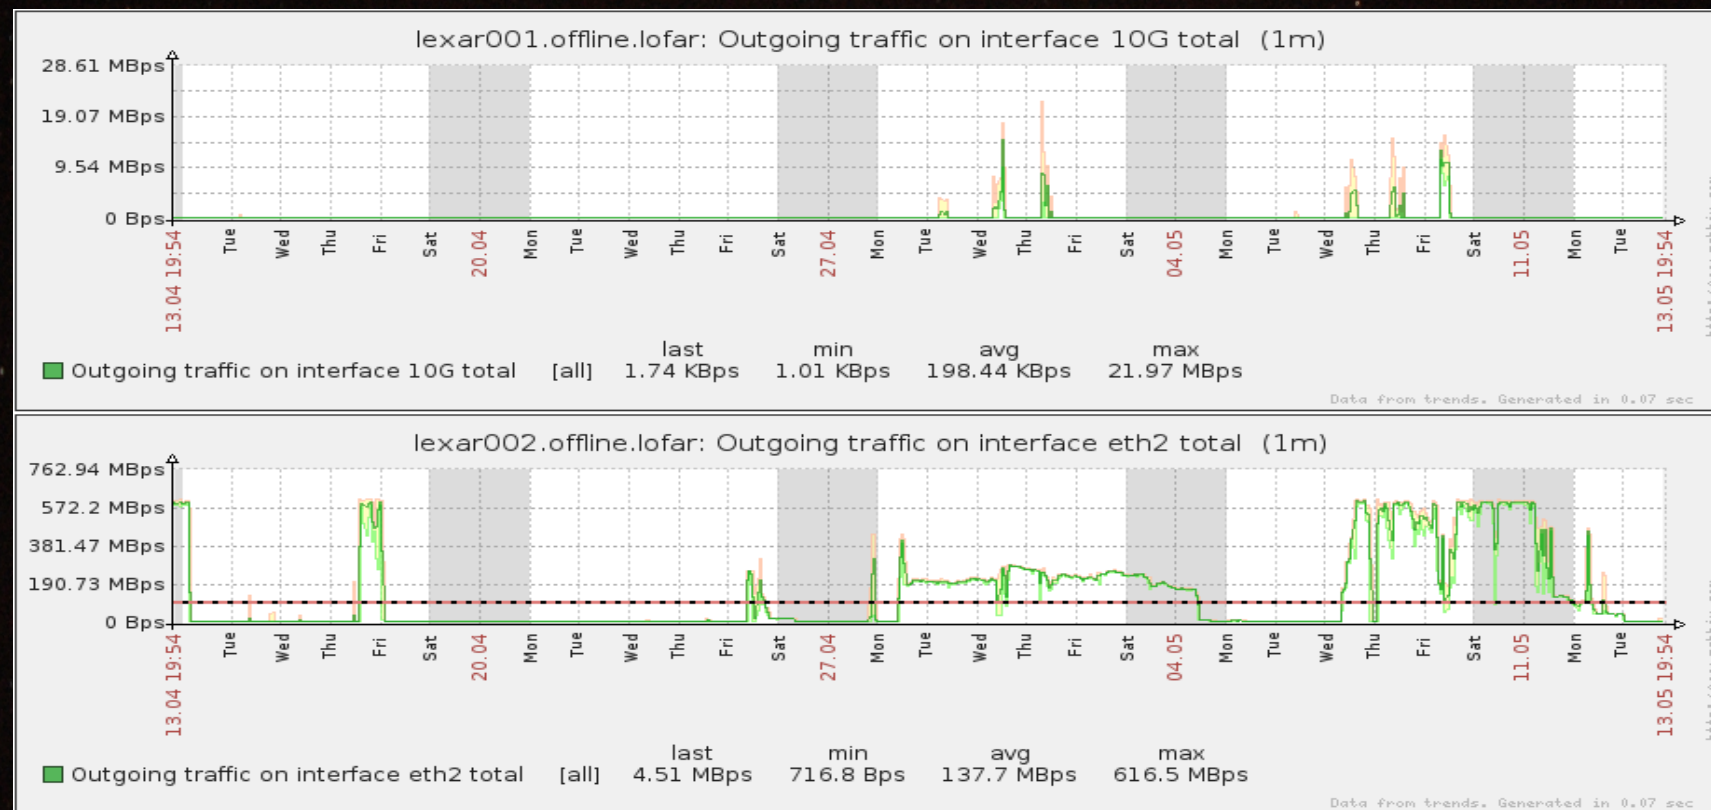 lexar001.offline.lofar: Outgoing traffic on interface 10G total (1m)
28.61 MBps
19.07 MBps
9.54 MBps
0 Bps
13.04 19:54 Tue Wed Thu Fri Sat 20.04 Mon Tue Wed Thu Fri Sat 27.04 Mon Tue Wed Thu Fri Sat 04.05 Mon Tue Wed Thu Fri Sat 11.05 Mon Tue 13.05 19:54
last min avg max
Outgoing traffic on interface 10G total [all] 1.74 KBps 1.01 KBps 198.44 KBps 21.97 MBps
Data from trends. Generated in 0.07 sec
lexar002.offline.lofar: Outgoing traffic on interface eth2 total (1m)
762.94 MBps
572.2 MBps
381.47 MBps
190.73 MBps
0 Bps
13.04 19:54 Tue Wed Thu Fri Sat 20.04 Mon Tue Wed Thu Fri Sat 27.04 Mon Tue Wed Thu Fri Sat 04.05 Mon Tue Wed Thu Fri Sat 11.05 Mon Tue 13.05 19:54
last min avg max
Outgoing traffic on interface eth2 total [all] 4.51 MBps 716.8 Bps 137.7 MBps 616.5 MBps
Data from trends. Generated in 0.07 sec